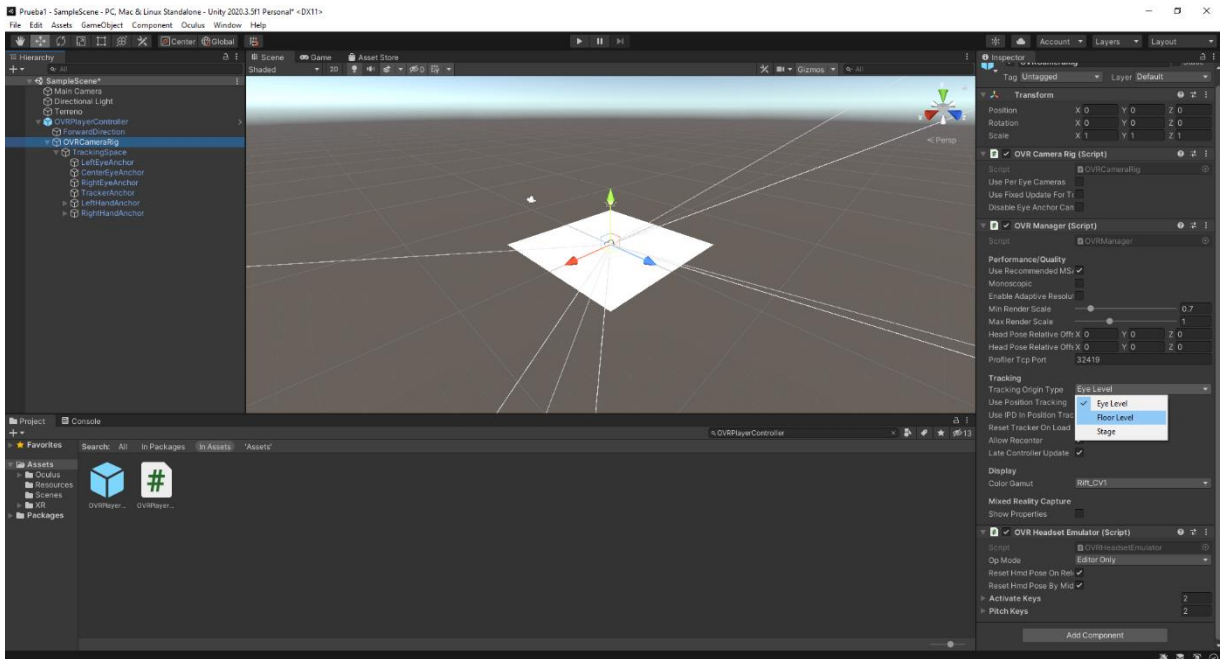 Prueba1 - SampleScene - PC, Mac & Linux Standalone - Unity 2020.3.5f1 Personal* <DX11>
File Edit Assets GameObject Component Oculus Window Help
Center Global
Account Layers Layout
Hierarchy
All
SampleScene*
Main Camera
Directional Light
Terreno
OVRPlayerController
ForwardDirection
OVRCameraRig
TrackingSpace
LeftEyeAnchor
CenterEyeAnchor
RightEyeAnchor
TrackerAnchor
LeftHandAnchor
RightHandAnchor
Scene Game Asset Store
Shaded 2D 0 Gizmos All
Persp
Project Console
OVRPlayerController 13
Favorites
Assets
Oculus
Resources
Scenes
XR
Packages
Search: All In Packages In Assets 'Assets'
OVRPlayer... OVRPlayer...
Inspector
Tag Untagged Layer Default
Transform
Position X 0 Y 0 Z 0
Rotation X 0 Y 0 Z 0
Scale X 1 Y 1 Z 1
OVR Camera Rig (Script)
Script OVRCameraRig
Use Per Eye Cameras
Use Fixed Update For Tr
Disable Eye Anchor Can
OVR Manager (Script)
Script OVRManager
Performance/Quality
Use Recommended MSA
Monoscopic
Enable Adaptive Resolu
Min Render Scale 0.7
Max Render Scale 1
Head Pose Relative Offs X 0 Y 0 Z 0
Head Pose Relative Offs X 0 Y 0 Z 0
Profiler Tcp Port 32419
Tracking
Tracking Origin Type Eye Level
Use Position Tracking Eye Level
Use IPD In Position Trac Floor Level
Reset Tracker On Load Stage
Allow Recenter
Late Controller Update
Display
Color Gamut Rift_CV1
Mixed Reality Capture
Show Properties
OVR Headset Emulator (Script)
Script OVRHeadsetEmulator
Op Mode Editor Only
Reset Hmd Pose On Rele
Reset Hmd Pose By Mid
Activate Keys 2
Pitch Keys 2
Add Component